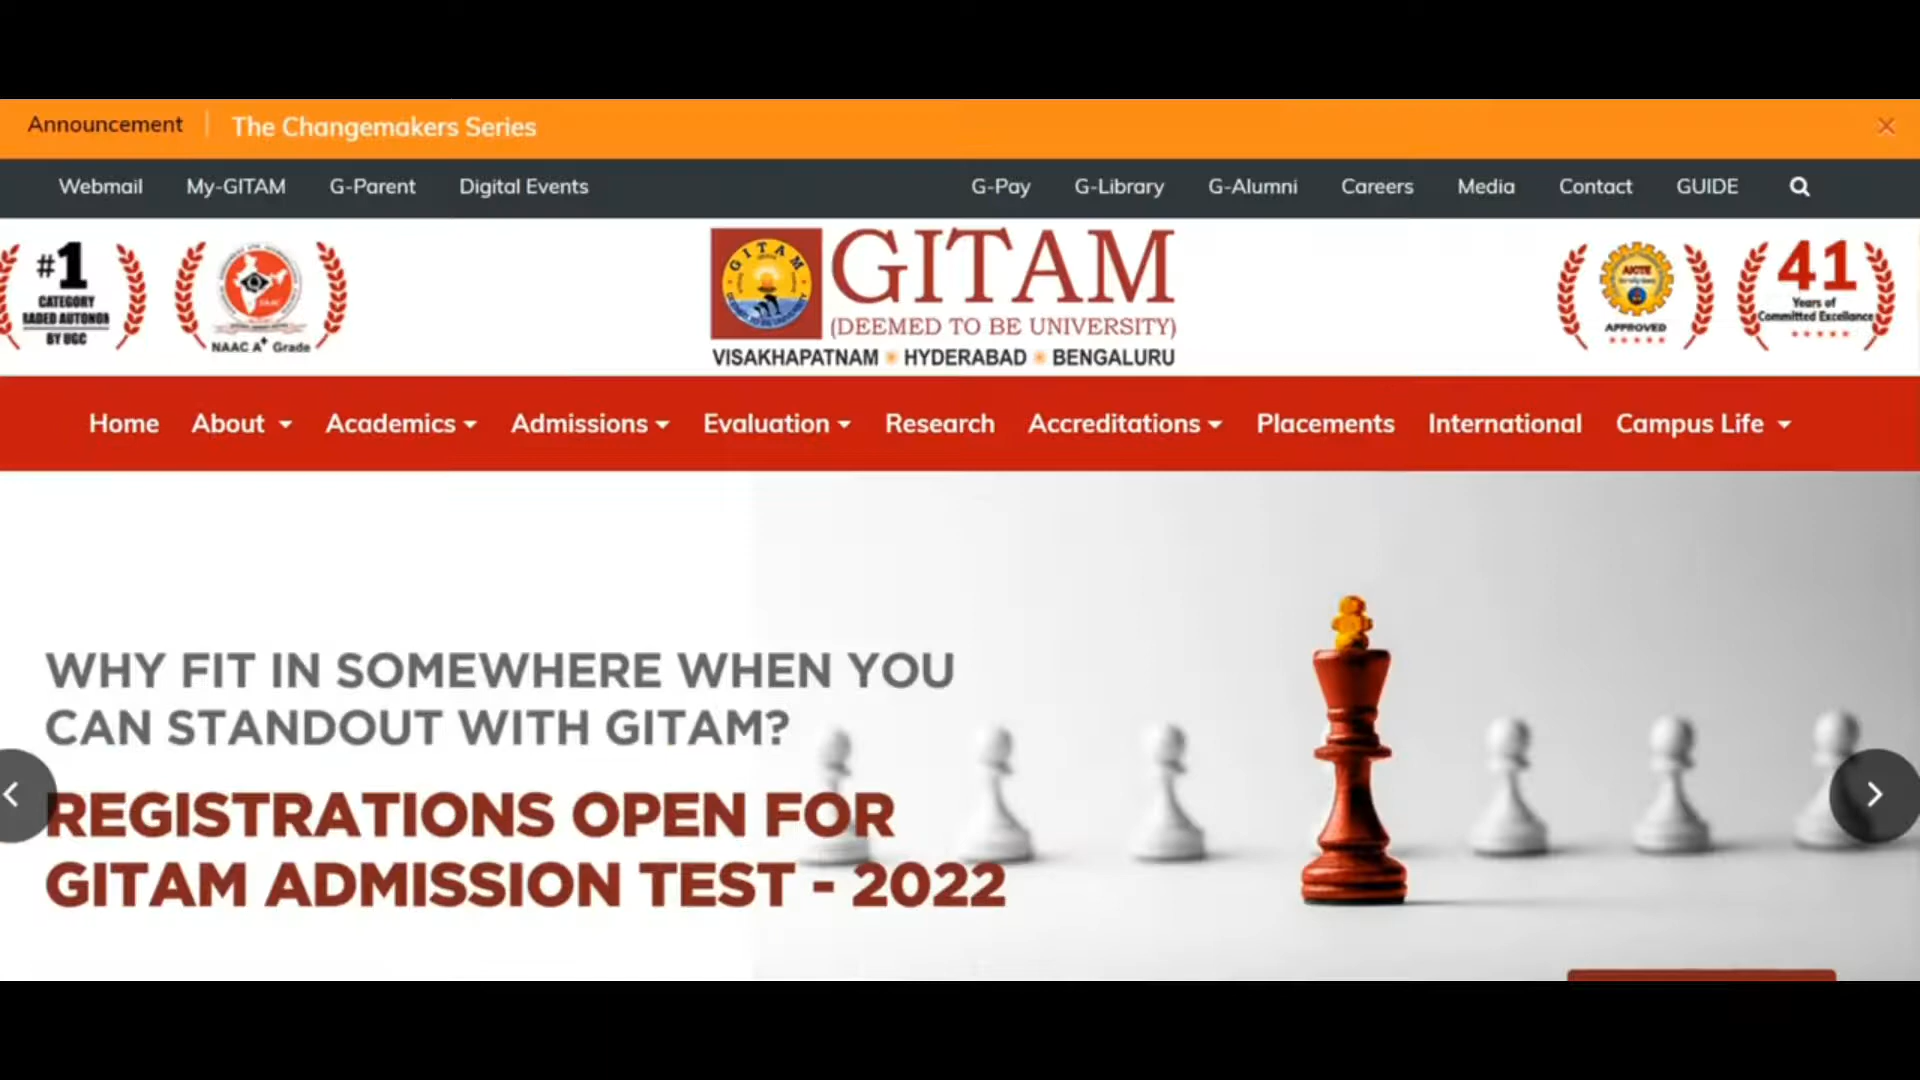 Announcement
The Changemakers Series
Webmail My-GITAM G-Parent Digital Events G-Pay G-Library G-Alumni Careers Media Contact GUIDE
#1
CATEGORY
BY UGC
NAAC A+ Grade
GITAM
GITAM
(DEEMED TO BE UNIVERSITY)
VISAKHAPATNAM HYDERABAD BENGALURU
AICTE
APPROVED
41
Years of
Committed Excellance
Home About Academics Admissions Evaluation Research Accreditations Placements International Campus Life
WHY FIT IN SOMEWHERE WHEN YOU
CAN STANDOUT WITH GITAM?
REGISTRATIONS OPEN FOR
GITAM ADMISSION TEST - 2022